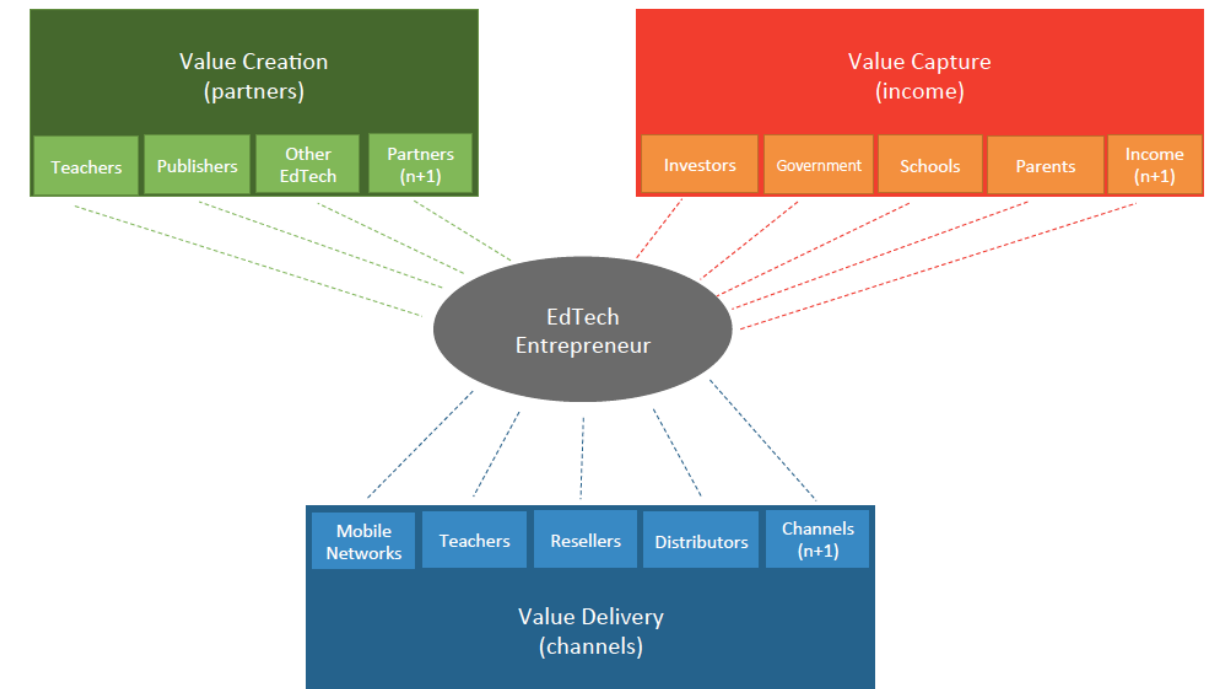 Value Creation
(partners)
Teachers
Publishers
Other
EdTech
Partners
(n+1)
Value Capture
(income)
Investors
Government
Schools
Parents
Income
(n+1)
EdTech
Entrepreneur
Mobile
Networks
Teachers
Resellers
Distributors
Channels
(n+1)
Value Delivery
(channels)